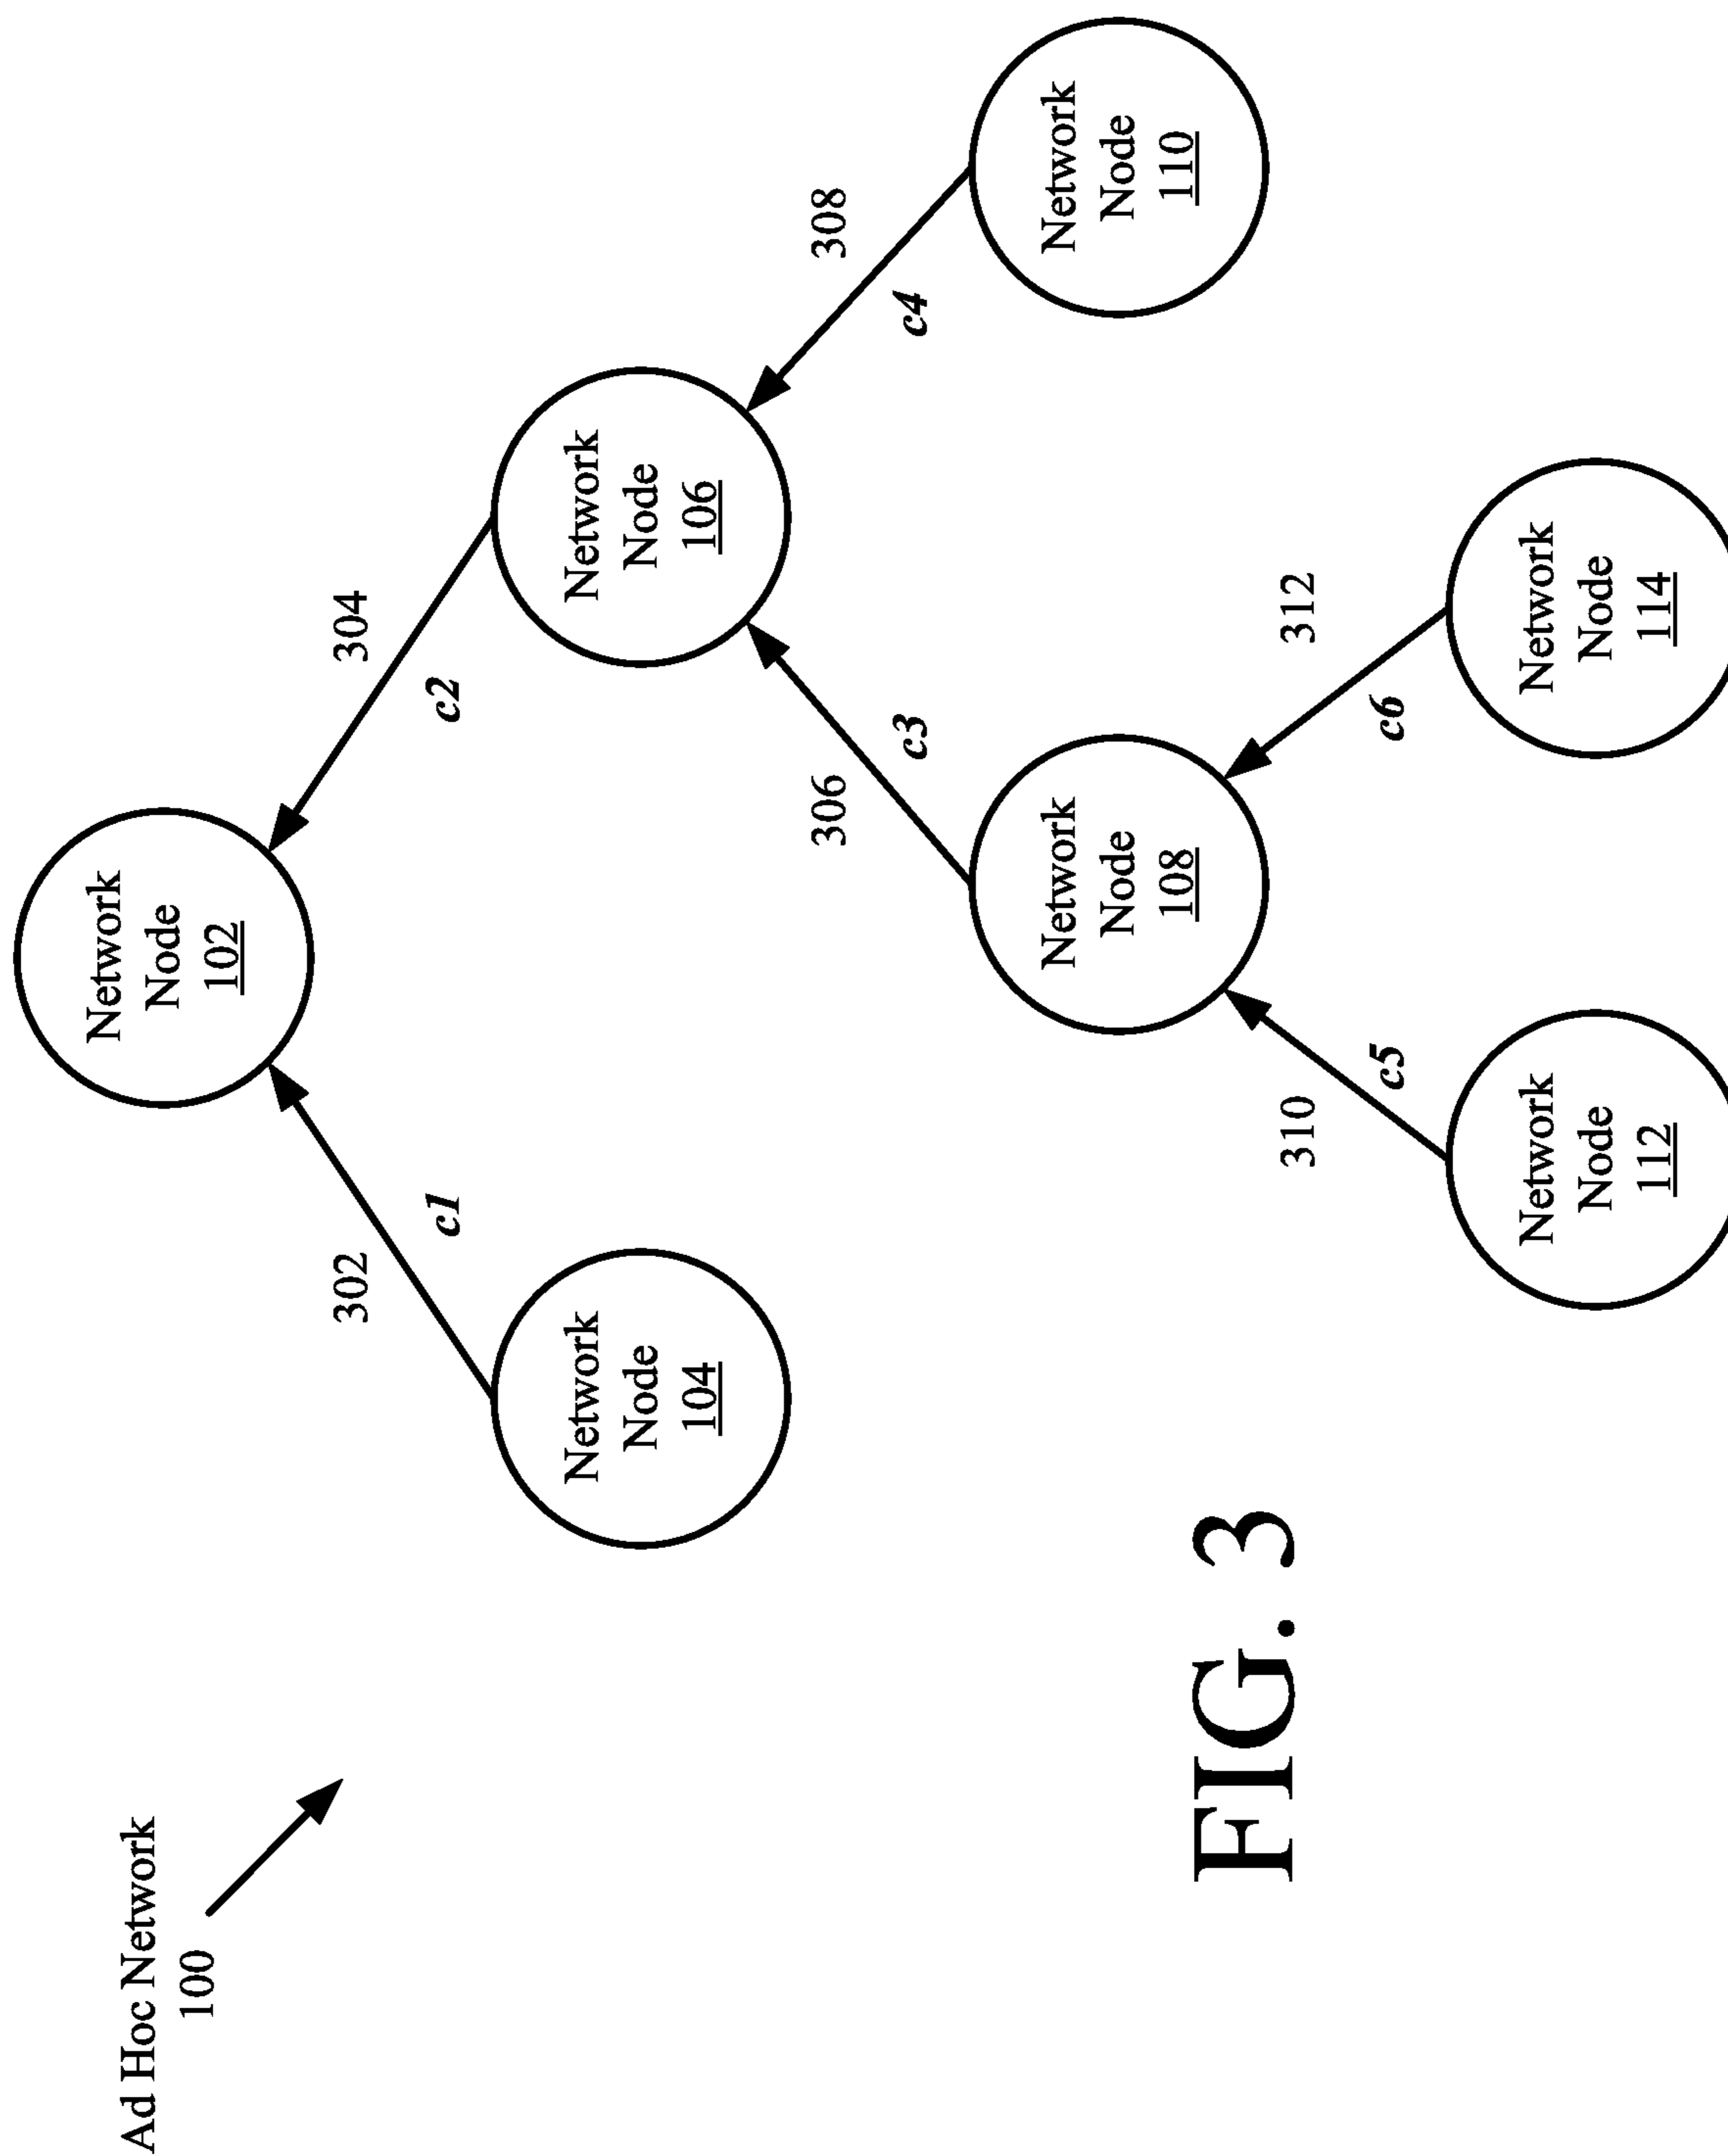 Ad Hoc Network
100
Network
Node
102
302
c1
304
c2
Network
Node
104
Network
Node
106
306
c3
308
c4
Network
Node
108
Network
Node
110
310
c5
312
c6
Network
Node
112
Network
Node
114
FIG. 3